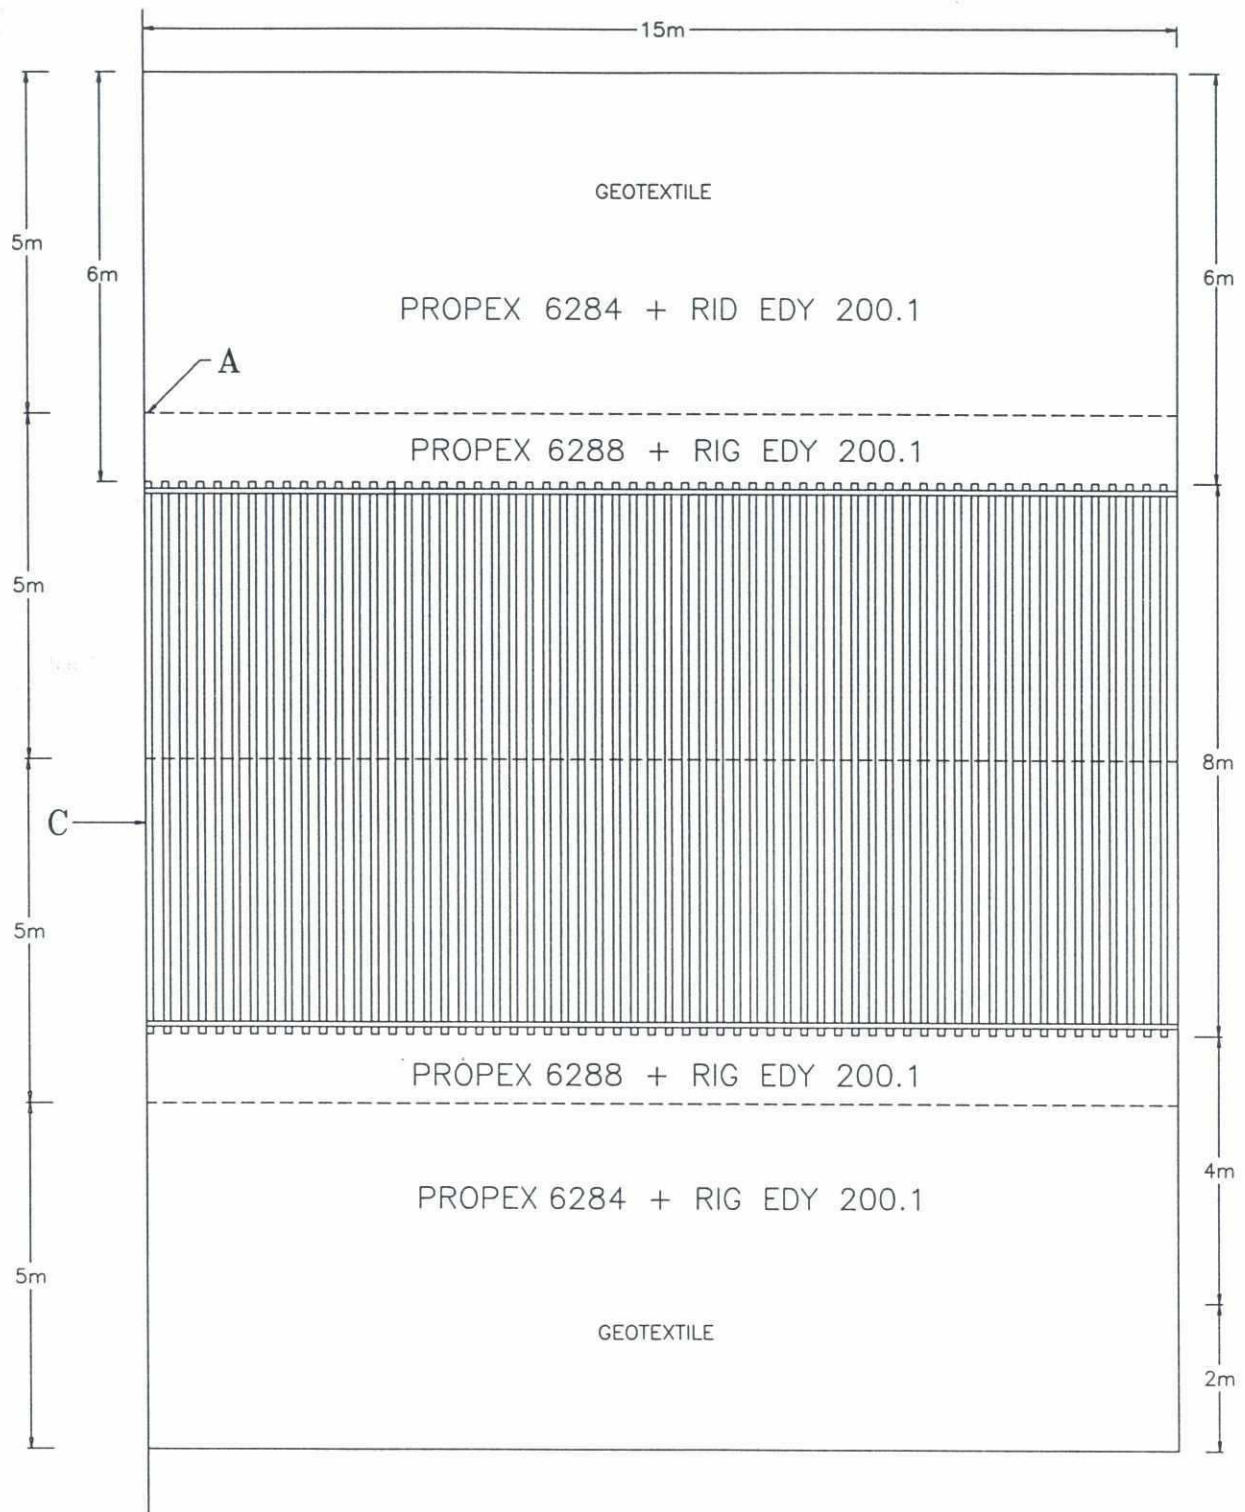 15m
GEOTEXTILE
5m
6m
6m
PROPEX 6284 + RID EDY 200.1
A
PROPEX 6288 + RIG EDY 200.1
5m
8m
C
5m
PROPEX 6288 + RIG EDY 200.1
4m
PROPEX 6284 + RIG EDY 200.1
5m
GEOTEXTILE
2m